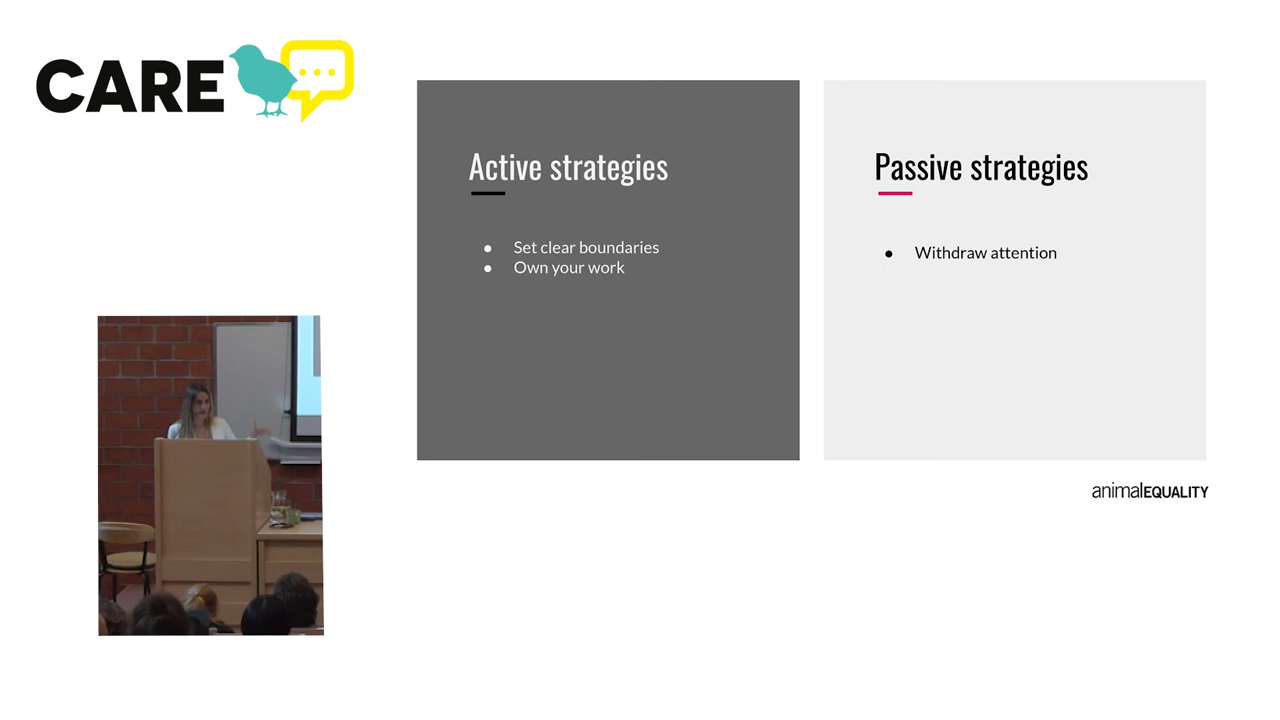 CARE
Active strategies
● Set clear boundaries
● Own your work
Passive strategies
● Withdraw attention
animalEQUALITY